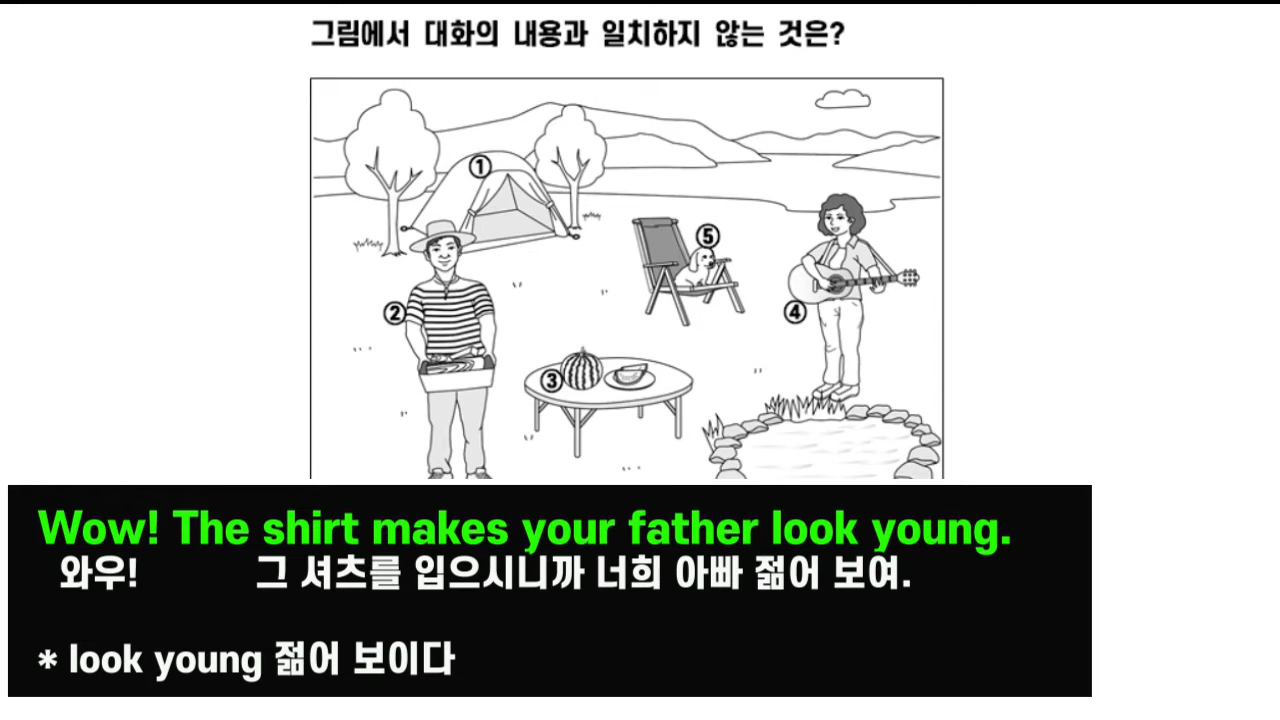 그림에서 대화의 내용과 일치하지 않는 것은?
①
②
③
④
⑤
Wow! The shirt makes your father look young.
와우! 그 셔츠를 입으시니까 너희 아빠 젊어 보여.
* look young 젊어 보이다